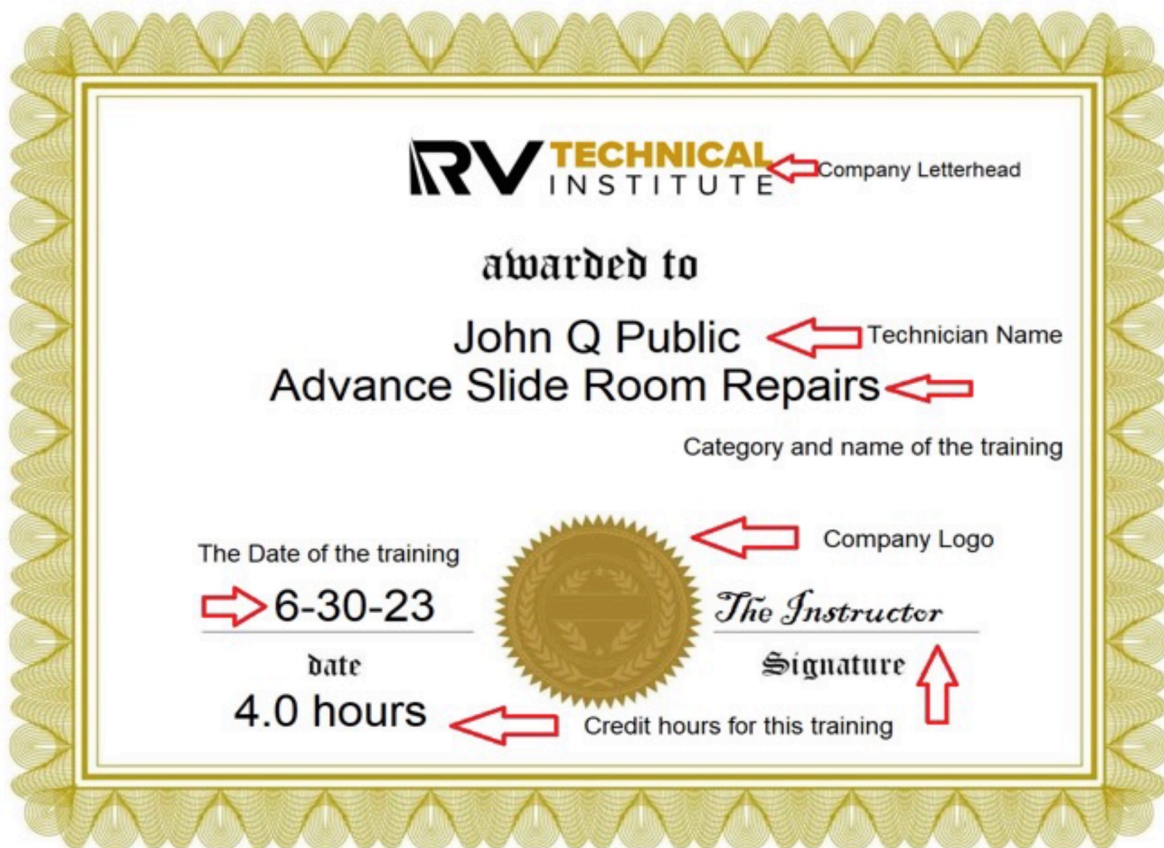 RV TECHNICAL
INSTITUTE
Company Letterhead
awarded to
John Q Public
Technician Name
Advance Slide Room Repairs
Category and name of the training
Company Logo
The Date of the training
6-30-23
The Instructor
date
Signature
4.0 hours
Credit hours for this training